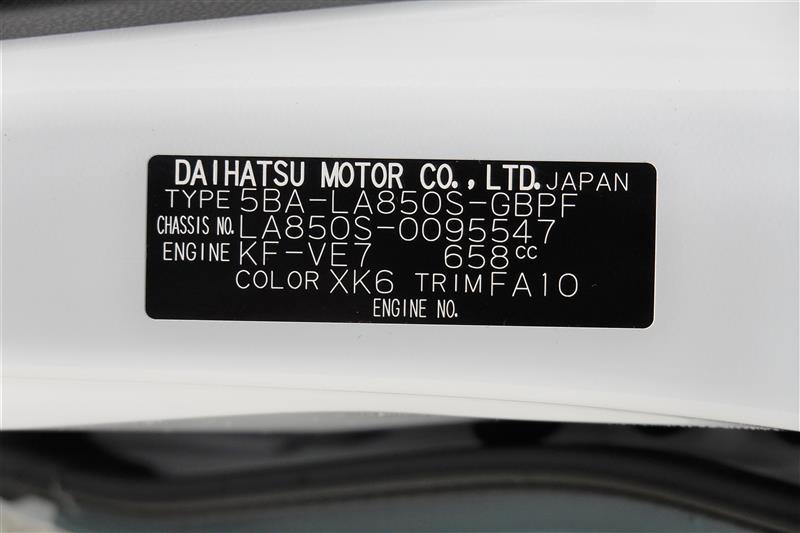 DAIHATSU MOTOR CO., LTD. JAPAN
TYPE 5BA-LA850S-GBPF
CHASSIS NO. LA850S-0095547
ENGINE KF-VE7 658cc
COLOR XK6 TRIM FA10
ENGINE NO.